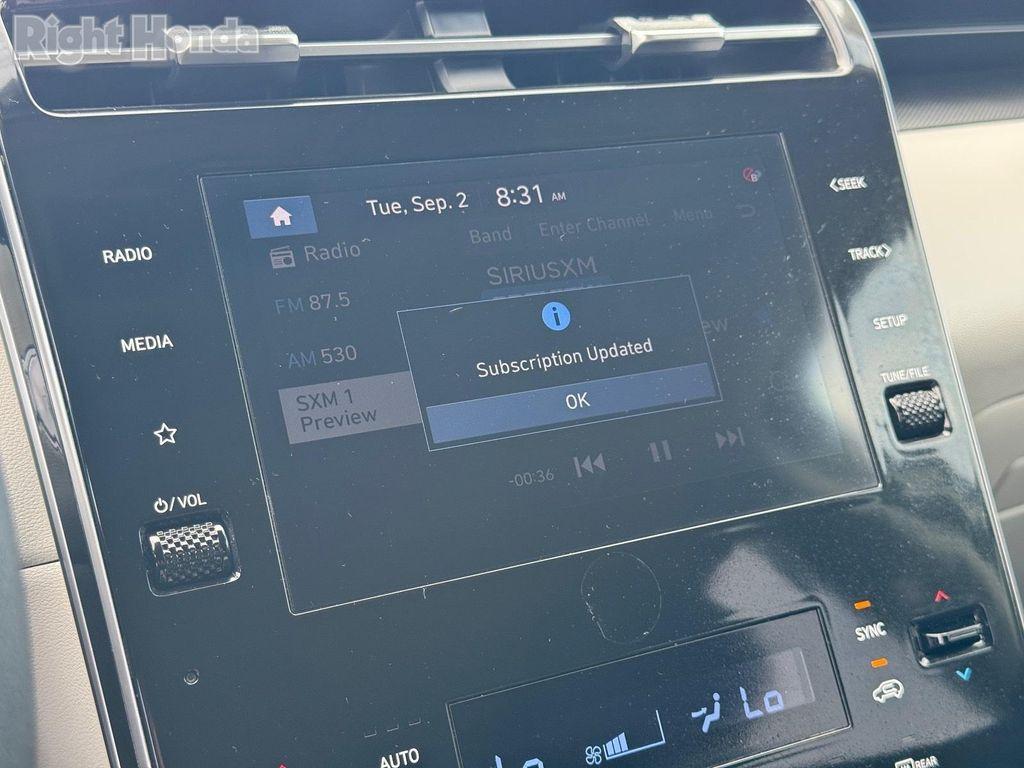 Right Honda
Tue, Sep. 2 8:31 AM
Radio
Band Enter Channel Menu
FM 87.5
SIRIUSXM
AM 530
SXM 1
Preview
Subscription Updated
OK
-00:36
RADIO
MEDIA
⏻/VOL
<SEEK
TRACK>
SETUP
TUNE/FILE
SYNC
AUTO
Lo
REAR